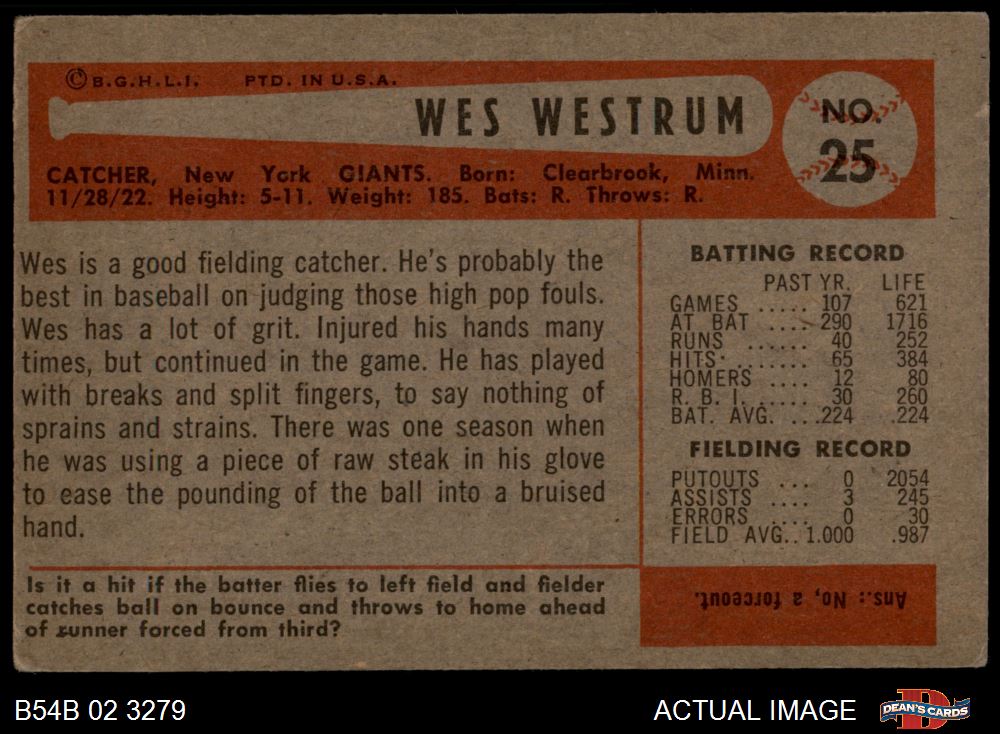 © B.G.H.L.I. PTD. IN U.S.A.
WES WESTRUM
NO.
25
CATCHER, New York GIANTS. Born: Clearbrook, Minn.
11/28/22. Height: 5-11. Weight: 185. Bats: R. Throws: R.
Wes is a good fielding catcher. He's probably the
best in baseball on judging those high pop fouls.
Wes has a lot of grit. Injured his hands many
times, but continued in the game. He has played
with breaks and split fingers, to say nothing of
sprains and strains. There was one season when
he was using a piece of raw steak in his glove
to ease the pounding of the ball into a bruised
hand.
Is it a hit if the batter flies to left field and fielder
catches ball on bounce and throws to home ahead
of runner forced from third?
BATTING RECORD
PAST YR. LIFE
GAMES ..... 107 621
AT BAT .... 290 1716
RUNS ...... 40 252
HITS ....... 65 384
HOMERS .... 12 80
R. B. I. ...... 30 260
BAT. AVG. ... .224 .224
FIELDING RECORD
PUTOUTS ... 0 2054
ASSISTS .... 3 245
ERRORS .... 0 30
FIELD AVG.. 1.000 .987
Ans.: No, a forceout.
B54B 02 3279
ACTUAL IMAGE
D
DEAN'S CARDS